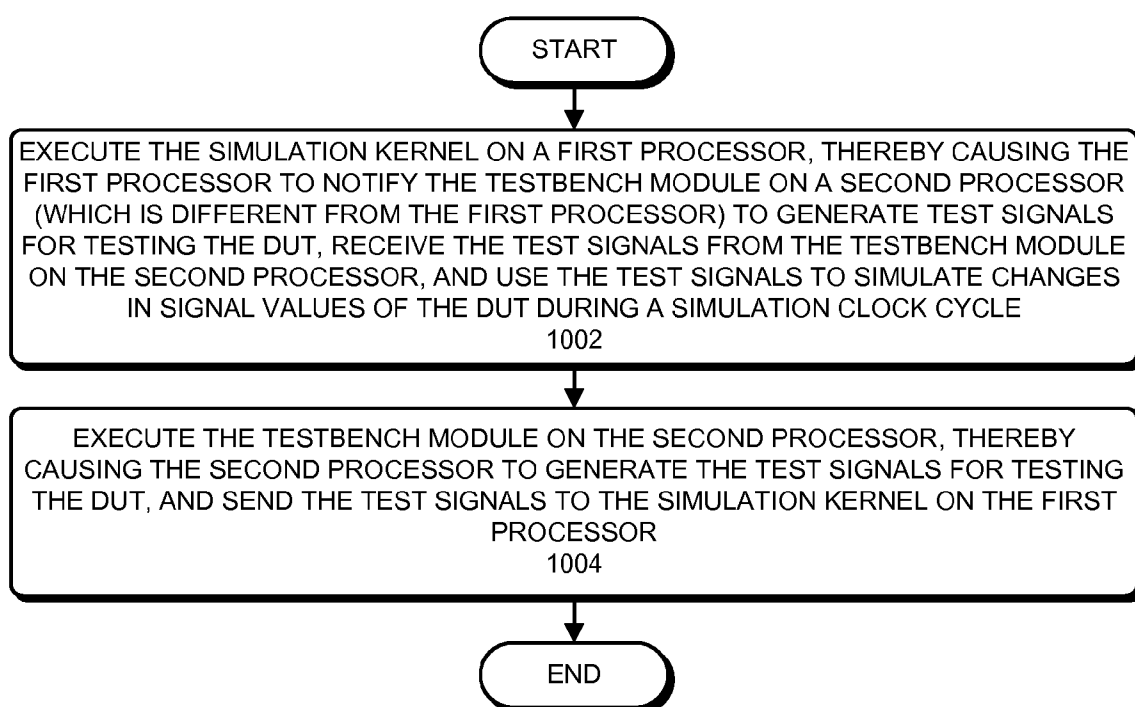 START
EXECUTE THE SIMULATION KERNEL ON A FIRST PROCESSOR, THEREBY CAUSING THE
FIRST PROCESSOR TO NOTIFY THE TESTBENCH MODULE ON A SECOND PROCESSOR
(WHICH IS DIFFERENT FROM THE FIRST PROCESSOR) TO GENERATE TEST SIGNALS
FOR TESTING THE DUT, RECEIVE THE TEST SIGNALS FROM THE TESTBENCH MODULE
ON THE SECOND PROCESSOR, AND USE THE TEST SIGNALS TO SIMULATE CHANGES
IN SIGNAL VALUES OF THE DUT DURING A SIMULATION CLOCK CYCLE
1002
EXECUTE THE TESTBENCH MODULE ON THE SECOND PROCESSOR, THEREBY
CAUSING THE SECOND PROCESSOR TO GENERATE THE TEST SIGNALS FOR TESTING
THE DUT, AND SEND THE TEST SIGNALS TO THE SIMULATION KERNEL ON THE FIRST
PROCESSOR
1004
END